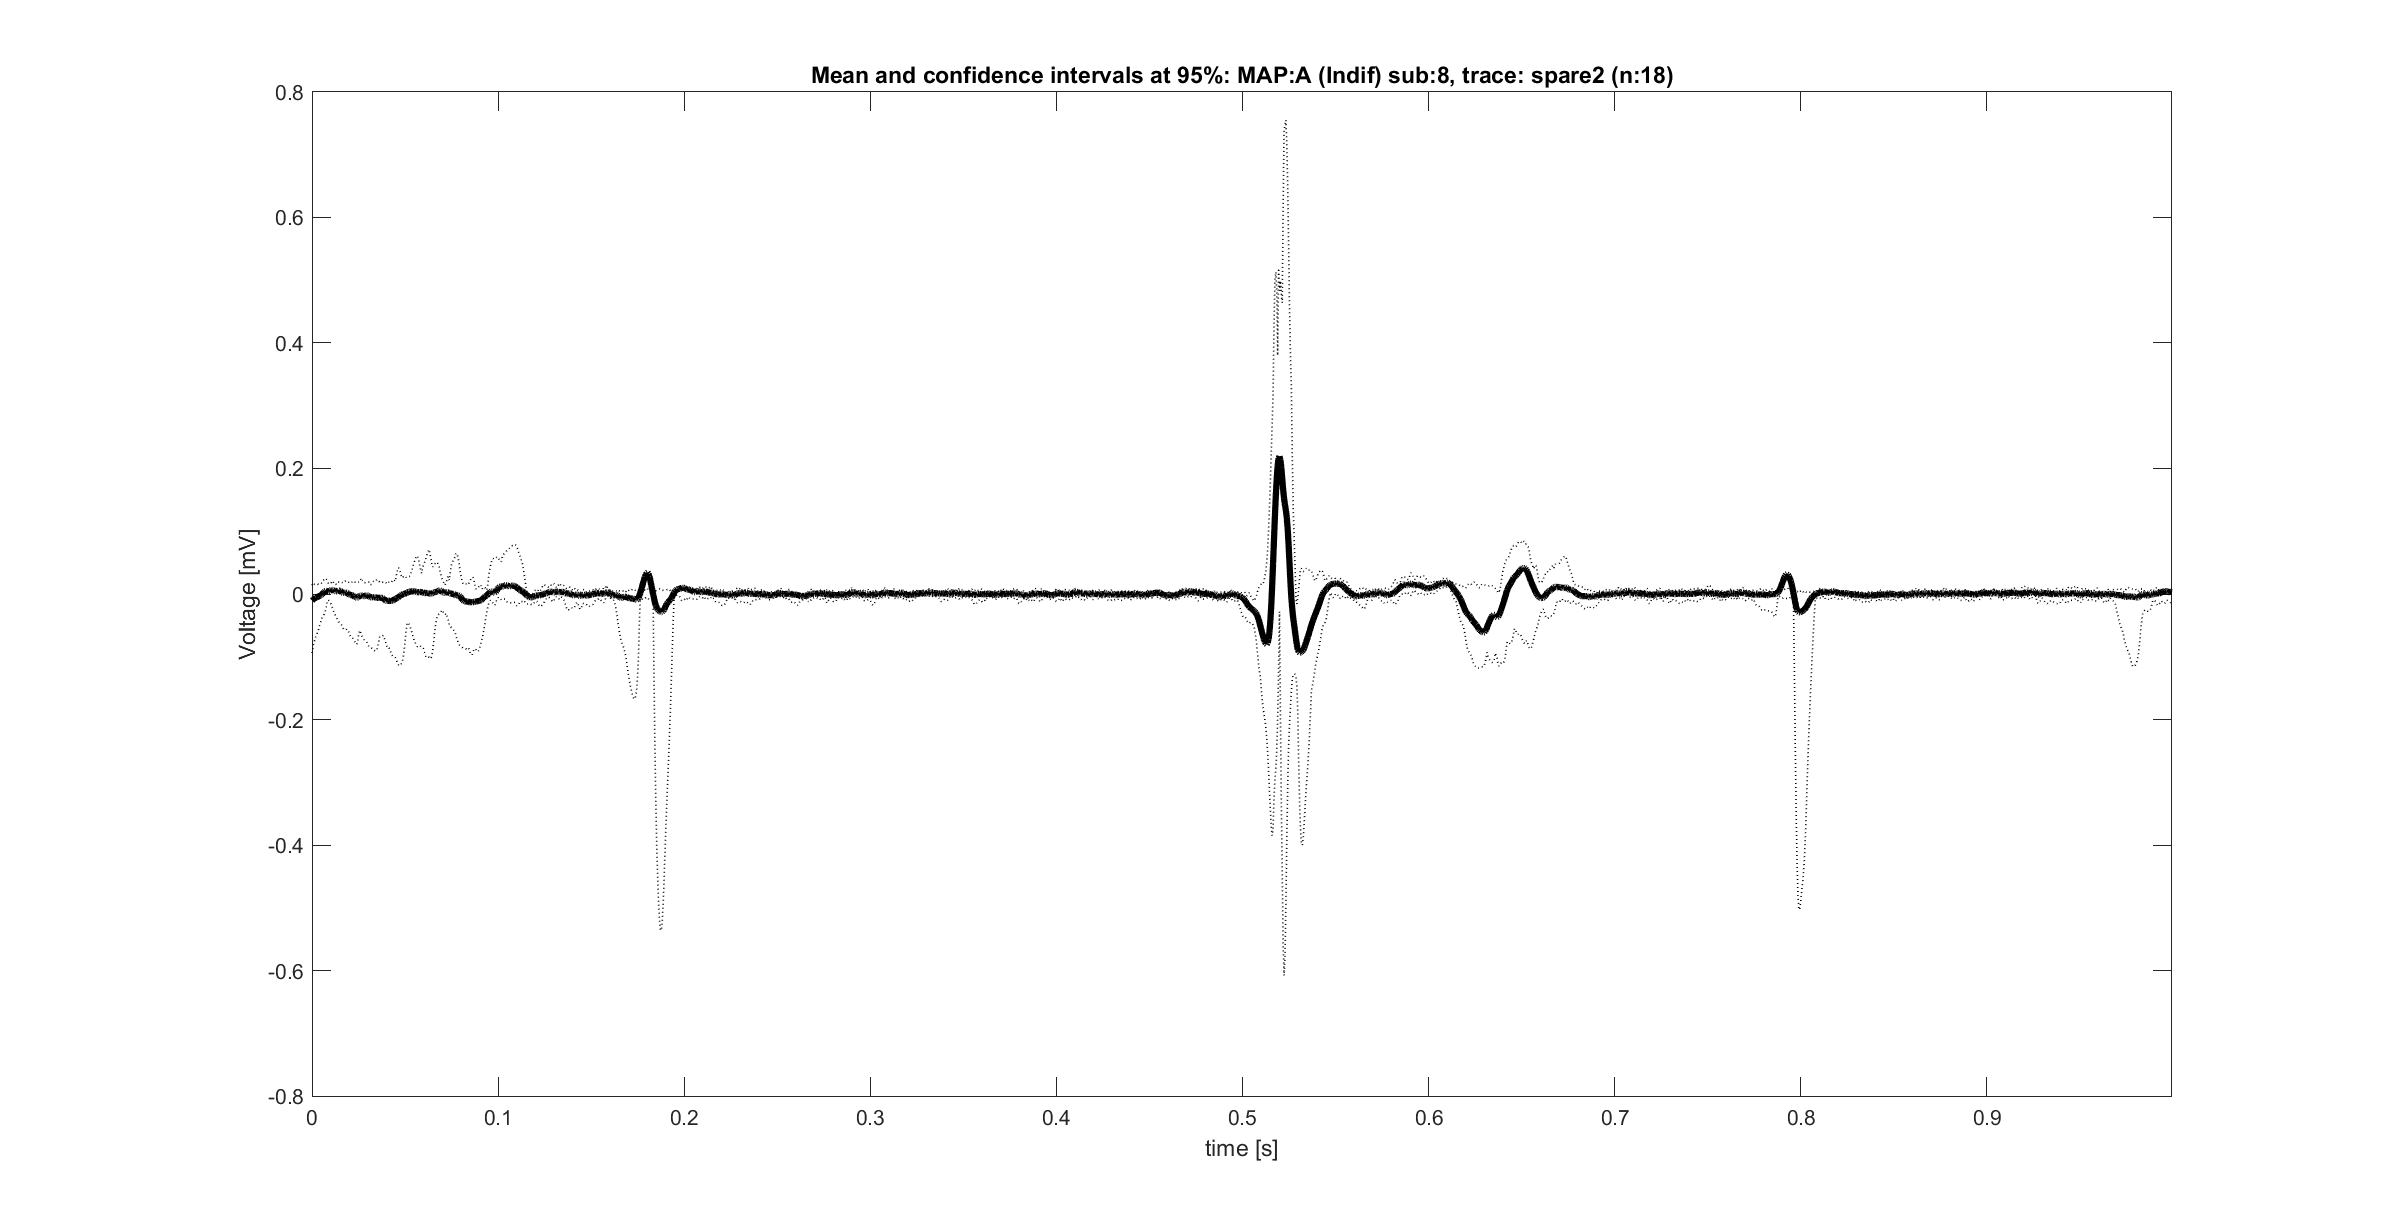 Mean and confidence intervals at 95%: MAP:A (Indif) sub:8, trace: spare2 (n:18)
0.8
0.6
0.4
0.2
0
-0.2
-0.4
-0.6
-0.8
Voltage [mV]
0 0.1 0.2 0.3 0.4 0.5 0.6 0.7 0.8 0.9
time [s]